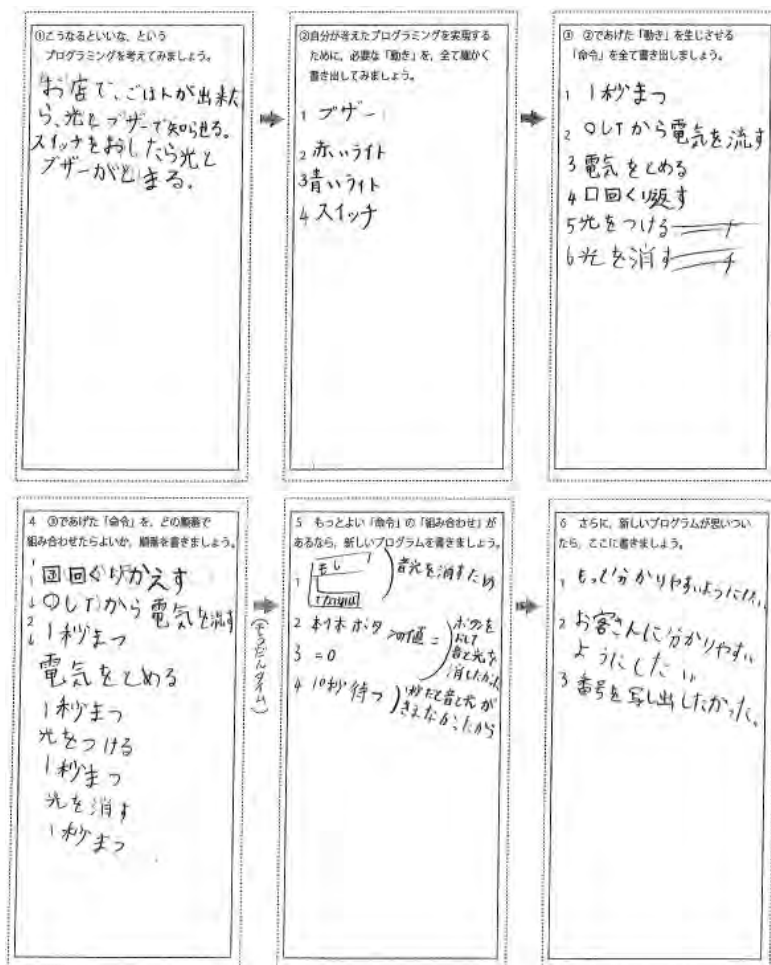 ①こうなるといいな、という
プログラミングを考えてみましょう。
お店で、ごはんが出来た
ら、光とブザーで知らせる。
スイッチをおしたら光と
ブザーがとまる。
②自分が考えたプログラミングを実現する
ために、必要な「動き」を、全て細かく
書き出してみましょう。
1 ブザー
2 赤いライト
3 青いライト
4 スイッチ
③ ②であげた「動き」を生じさせる
「命令」を全て書き出しましょう。
1 1秒まつ
2 から電気を流す
3 電気をとめる
4 口回くり返す
5 光をつける
6 光を消す
4 ③であげた「命令」を、どの順番で
組み合わせたらよいか、順番を書きましょう。
回くりかえす
から電気を流す
1秒まつ
電気をとめる
1秒まつ
光をつける
1秒まつ
光を消す
1秒まつ
(そうだんタイム)
5 もっとよい「命令」の「組み合わせ」が
あるなら、新しいプログラムを書きましょう。
1 もし
音光を消すため
2 の値=
3 =0
ボタンを
おして
音と光を
消したかった
4 10秒待つ
1秒だと音と光が
きえなかったから
6 さらに、新しいプログラムが思いつい
たら、ここに書きましょう。
1 もっと分かりやすいようにしたい
2 お客さんに分かりやすい
ようにしたい
3 番号を写し出したかった。